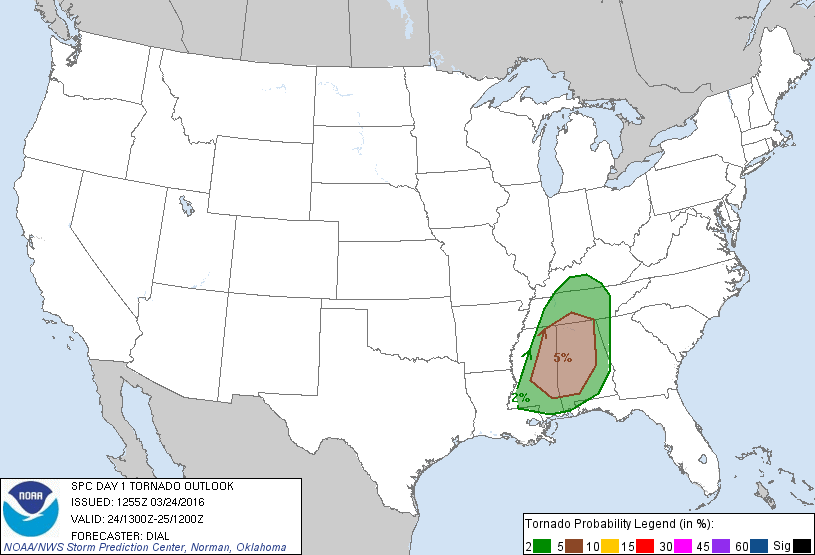 5%
2%
NOAA
SPC DAY 1 TORNADO OUTLOOK
ISSUED: 1255Z 03/24/2016
VALID: 24/1300Z-25/1200Z
FORECASTER: DIAL
NOAA/NWS Storm Prediction Center, Norman, Oklahoma
Tornado Probability Legend (in %):
2 5 10 15 30 45 60 Sig